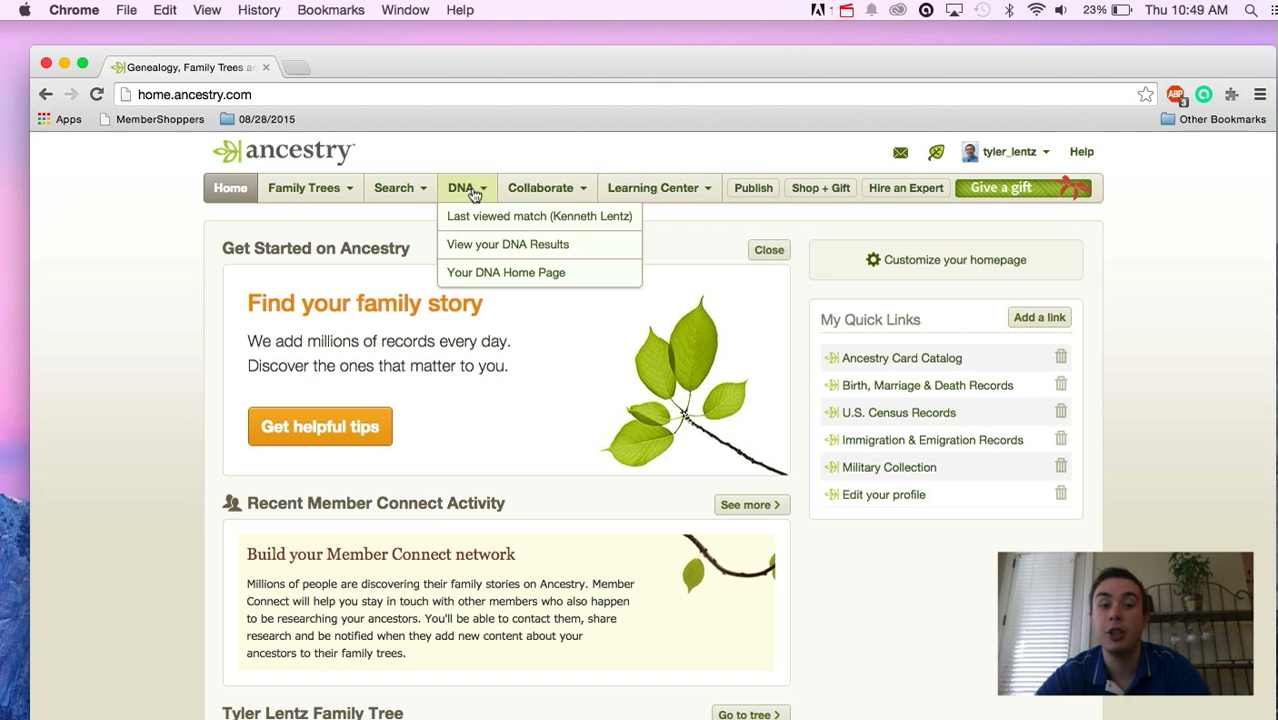 Chrome File Edit View History Bookmarks Window Help 1 23% Thu 10:49 AM
Genealogy, Family Trees an
home.ancestry.com ABP 3
Apps MemberShoppers 08/28/2015 Other Bookmarks
ancestry tyler_lentz Help
Home Family Trees Search DNA Collaborate Learning Center Publish Shop + Gift Hire an Expert Give a gift
Last viewed match (Kenneth Lentz)
View your DNA Results
Your DNA Home Page
Get Started on Ancestry Close
Find your family story
We add millions of records every day.
Discover the ones that matter to you.
Get helpful tips
Customize your homepage
My Quick Links Add a link
Ancestry Card Catalog
Birth, Marriage & Death Records
U.S. Census Records
Immigration & Emigration Records
Military Collection
Edit your profile
Recent Member Connect Activity See more >
Build your Member Connect network
Millions of people are discovering their family stories on Ancestry. Member
Connect will help you stay in touch with other members who also happen
to be researching your ancestors. You'll be able to contact them, share
research and be notified when they add new content about your
ancestors to their family trees.
Tyler Lentz Family Tree Go to tree >